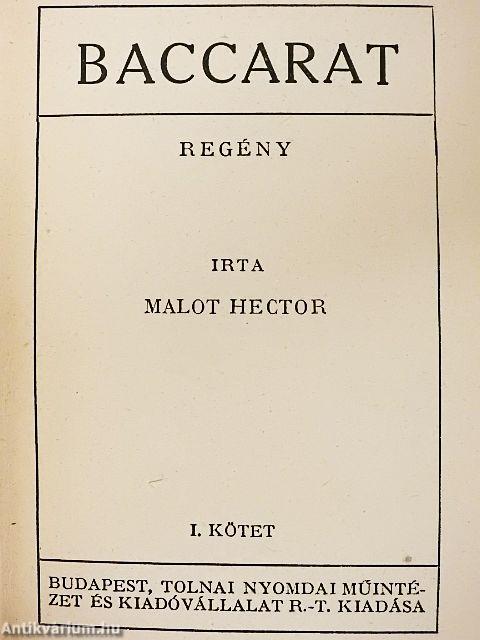 BACCARAT
REGÉNY
IRTA
MALOT HECTOR
I. KÖTET
BUDAPEST, TOLNAI NYOMDAI MŰINTÉ-
ZET ÉS KIADÓVÁLLALAT R.-T. KIADÁSA
Antikvarium.hu